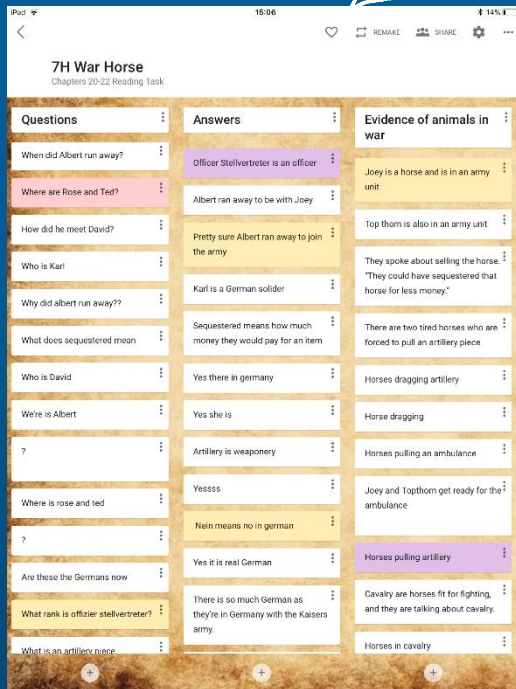 iPad
15:06
14%
REMAKE
SHARE
7H War Horse
Chapters 20-22 Reading Task
Questions
When did Albert run away?
Where are Rose and Ted?
How did he meet David?
Who is Karl
Why did albert run away??
What does sequestered mean
Who is David
We're is Albert
?
Where is rose and ted
?
Are these the Germans now
What rank is offizier stellvertreter?
What is an artillery piece
Answers
Officer Stellvertreter is an officer
Albert ran away to be with Joey
Pretty sure Albert ran away to join
the army
Karl is a German solider
Sequestered means how much
money they would pay for an item
Yes there in germany
Yes she is
Artillery is weaponery
Yessss
Nein means no in german
Yes it is real German
There is so much German as
they're in Germany with the Kaisers
army.
Evidence of animals in
war
Joey is a horse and is in an army
unit
Top thorn is also in an army unit
They spoke about selling the horse.
"They could have sequestered that
horse for less money."
There are two tired horses who are
forced to pull an artillery piece
Horses dragging artillery
Horse dragging
Horses pulling an ambulance
Joey and Topthorn get ready for the
ambulance
Horses pulling artillery
Cavalry are horses fit for fighting,
and they are talking about cavalry.
Horses in cavalry